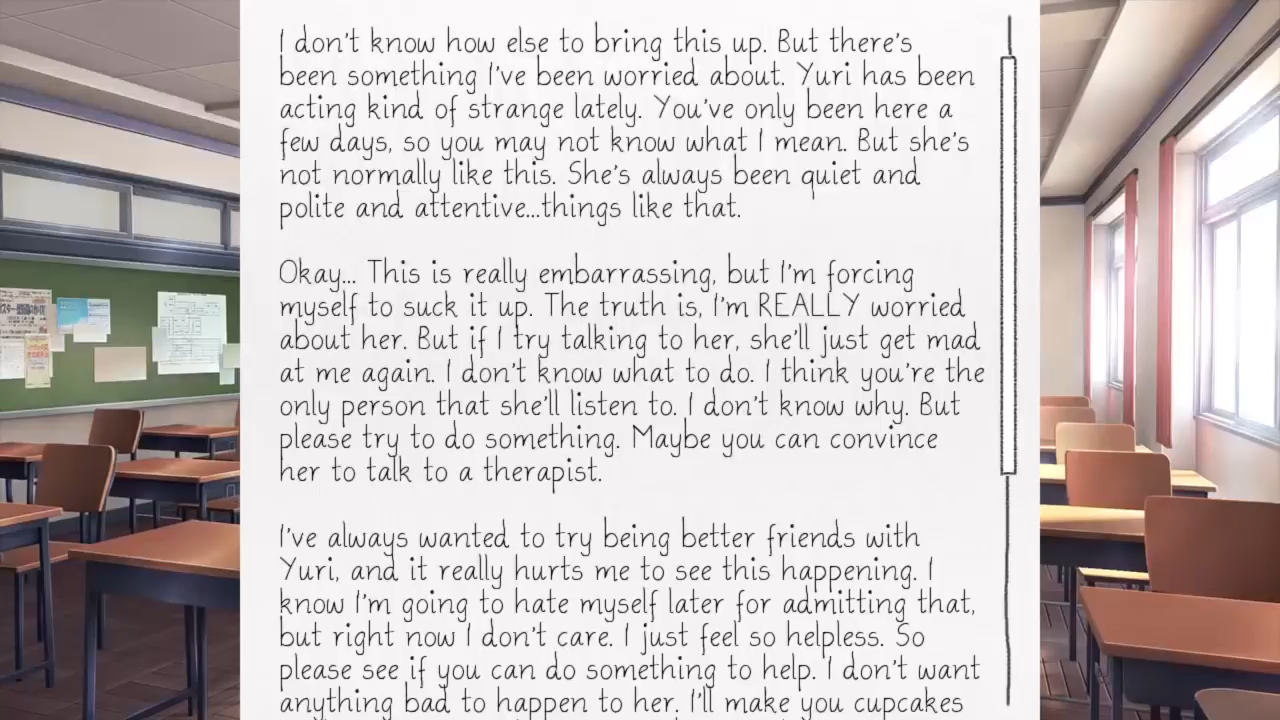 I don't know how else to bring this up. But there's
been something I've been worried about. Yuri has been
acting kind of strange lately. You've only been here a
few days, so you may not know what I mean. But she's
not normally like this. She's always been quiet and
polite and attentive...things like that.
Okay... This is really embarrassing, but I'm forcing
myself to suck it up. The truth is, I'm REALLY worried
about her. But if I try talking to her, she'll just get mad
at me again. I don't know what to do. I think you're the
only person that she'll listen to. I don't know why. But
please try to do something. Maybe you can convince
her to talk to a therapist.
I've always wanted to try being better friends with
Yuri, and it really hurts me to see this happening. I
know I'm going to hate myself later for admitting that,
but right now I don't care. I just feel so helpless. So
please see if you can do something to help. I don't want
anything bad to happen to her. I'll make you cupcakes